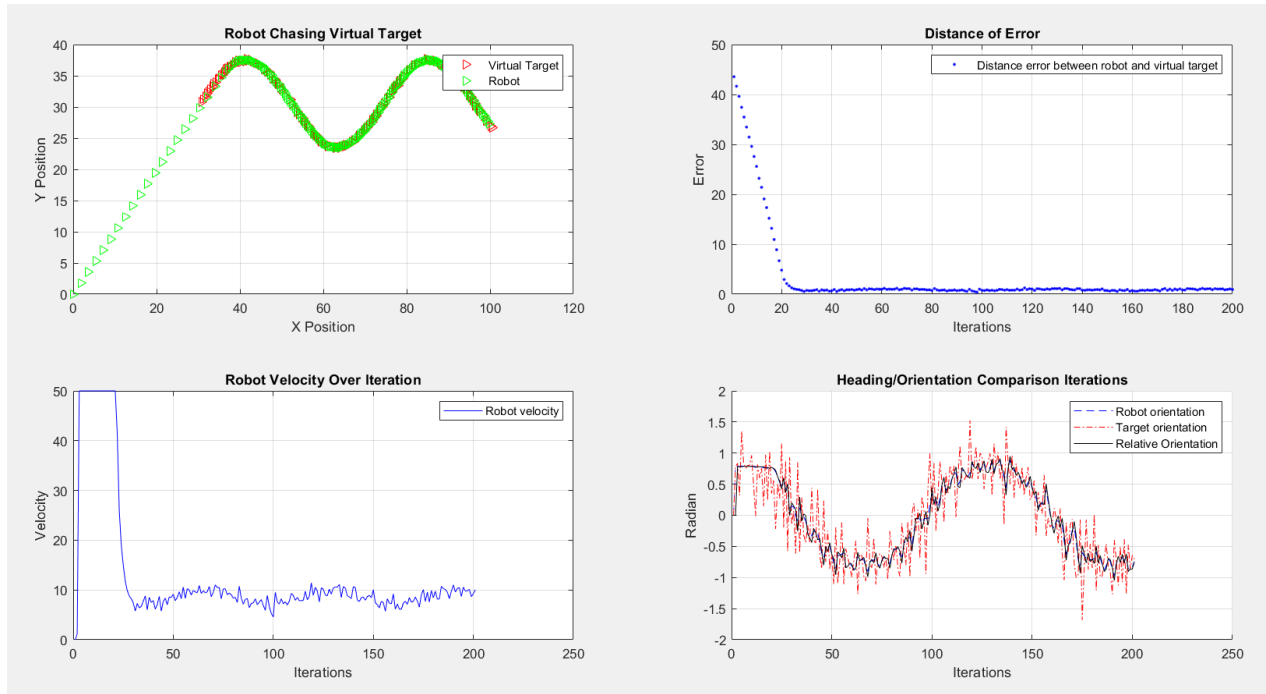 Robot Chasing Virtual Target
40
35
30
25
20
15
10
5
0
Y Position
Virtual Target
Robot
0 20 40 60 80 100 120
X Position
Distance of Error
50
40
30
20
10
0
Error
Distance error between robot and virtual target
0 20 40 60 80 100 120 140 160 180 200
Iterations
Robot Velocity Over Iteration
50
40
30
20
10
0
Velocity
Robot velocity
0 50 100 150 200 250
Iterations
Heading/Orientation Comparison Iterations
2
1.5
1
0.5
0
-0.5
-1
-1.5
-2
Radian
Robot orientation
Target orientation
Relative Orientation
0 50 100 150 200 250
Iterations